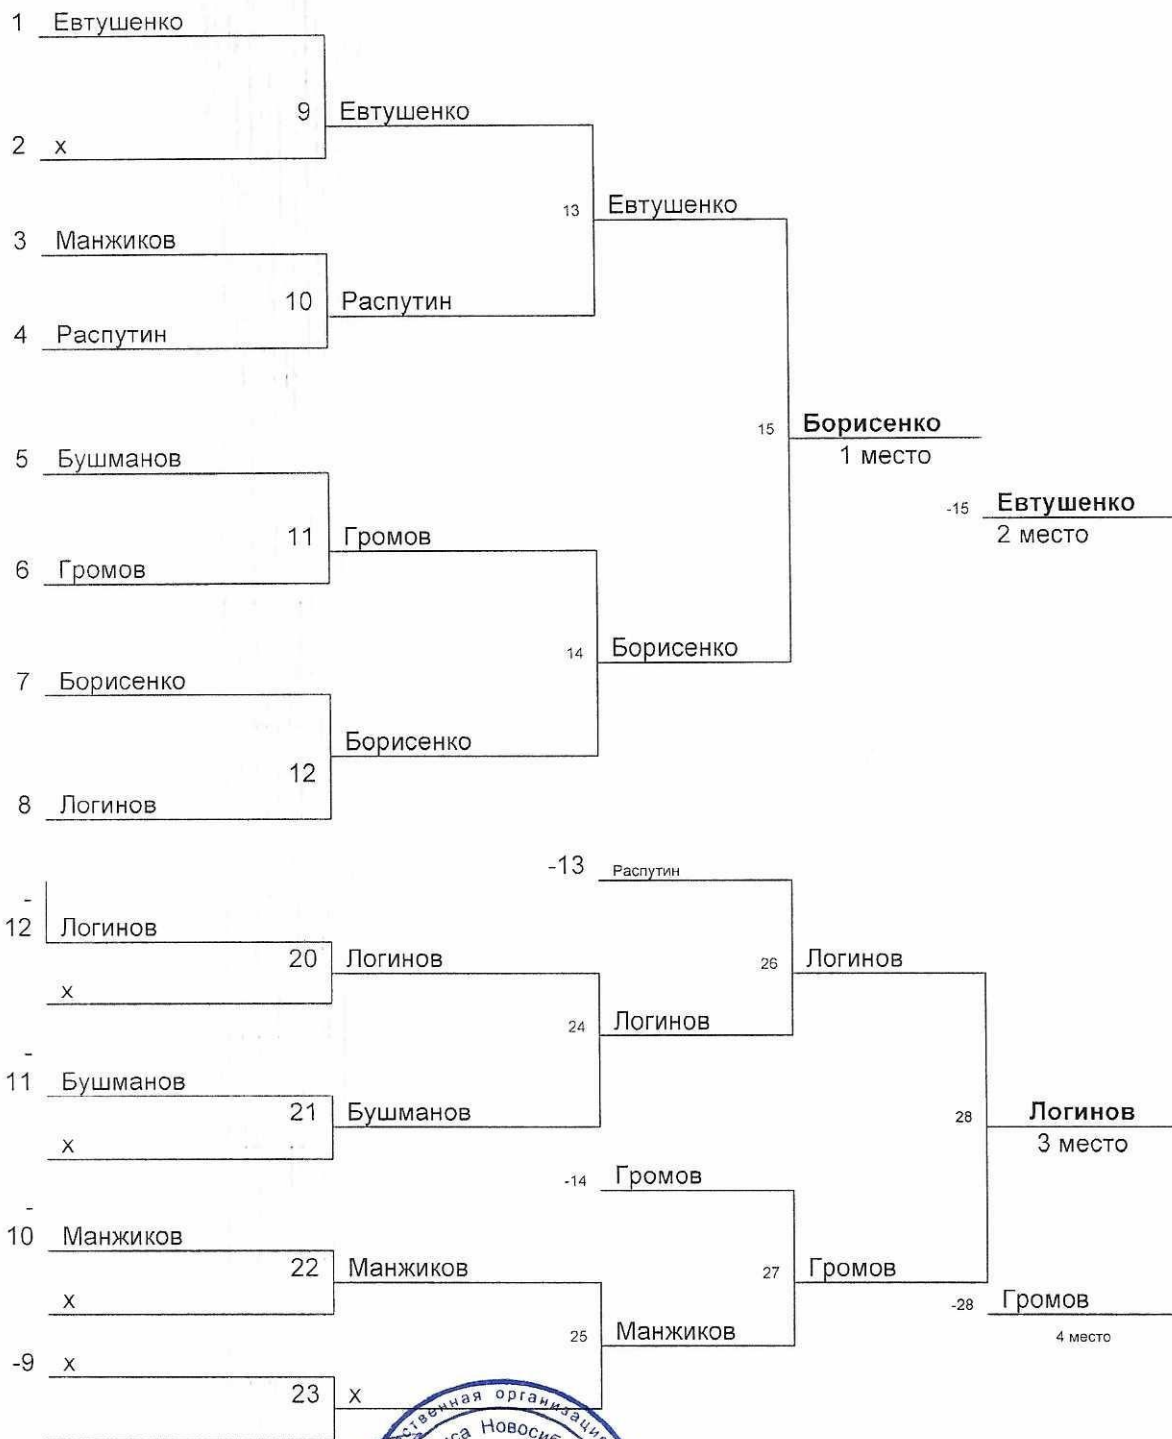 1 Евтушенко
9 Евтушенко
2 х
13 Евтушенко
3 Манжиков
10 Распутин
4 Распутин
15 Борисенко
1 место
5 Бушманов
-15 Евтушенко
2 место
11 Громов
6 Громов
14 Борисенко
7 Борисенко
Борисенко
12
8 Логинов
-13 Распутин
-
12 Логинов
20 Логинов
26 Логинов
х
24 Логинов
-
11 Бушманов
21 Бушманов
28 Логинов
3 место
х
-14 Громов
-
10 Манжиков
22 Манжиков
27 Громов
х
-28 Громов
4 место
25 Манжиков
-9 х
23 х
организация
Новосиб